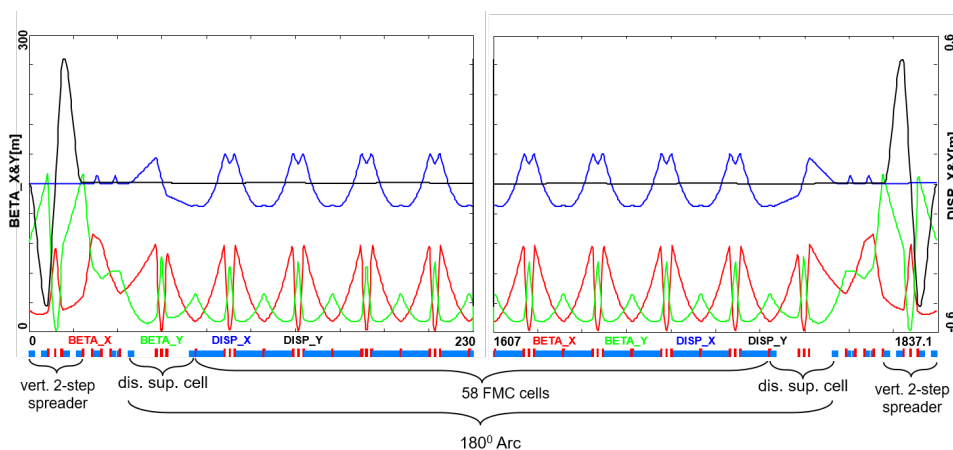 300
BETA_X&Y[m]
0
0
BETA_X BETA_Y DISP_X DISP_Y
230
1607
BETA_X BETA_Y DISP_X DISP_Y
1837.1
0.6
DISP_X&Y[m]
-0.6
vert. 2-step
spreader
dis. sup. cell
58 FMC cells
dis. sup. cell
vert. 2-step
spreader
180⁰ Arc